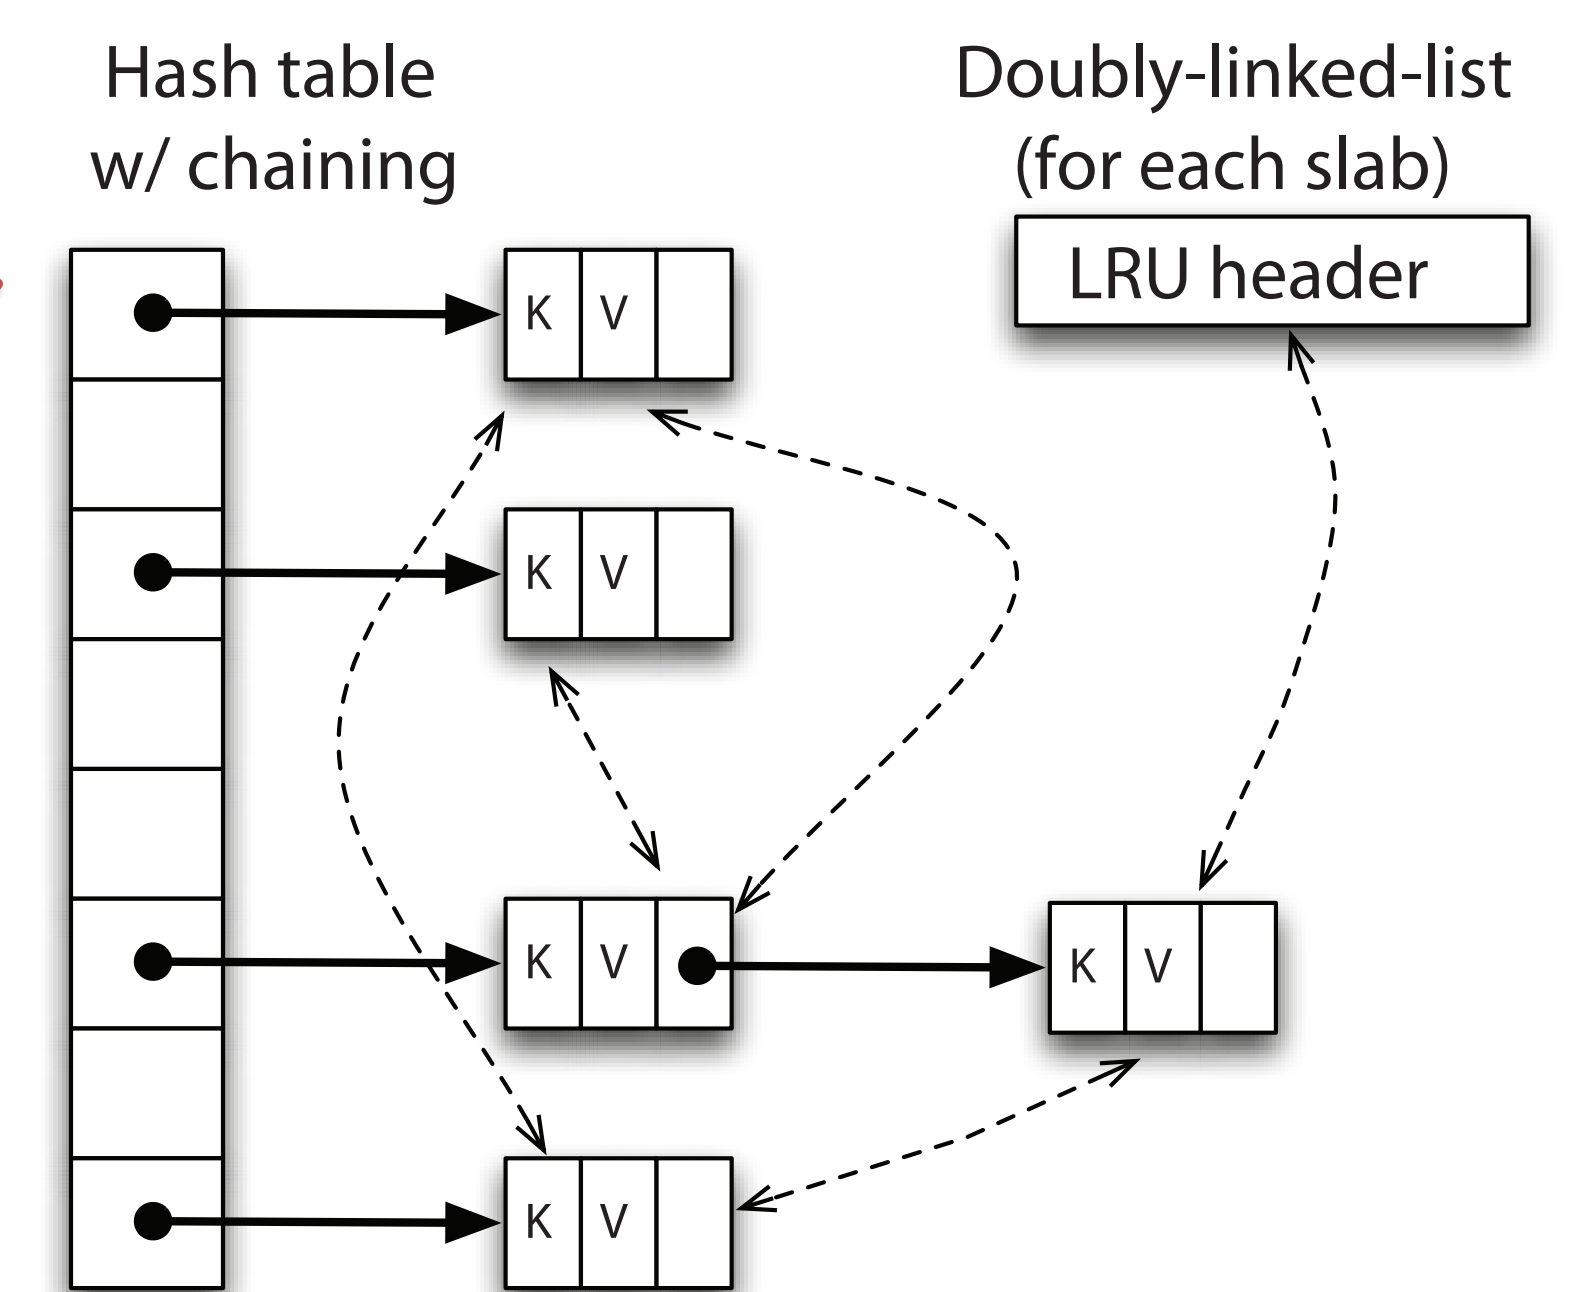 Hash table
w/ chaining
Doubly-linked-list
(for each slab)
LRU header
K V
K V
K V
K V
K V